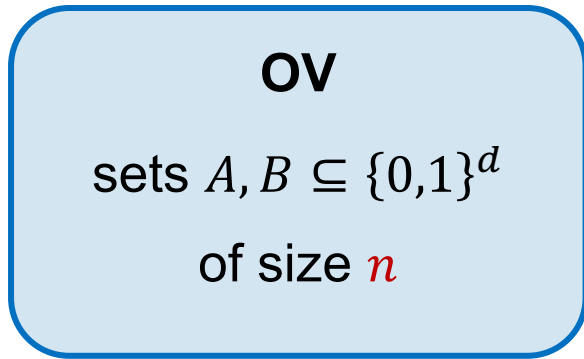 OV
sets A, B ⊆ {0,1}ᵈ
of size n